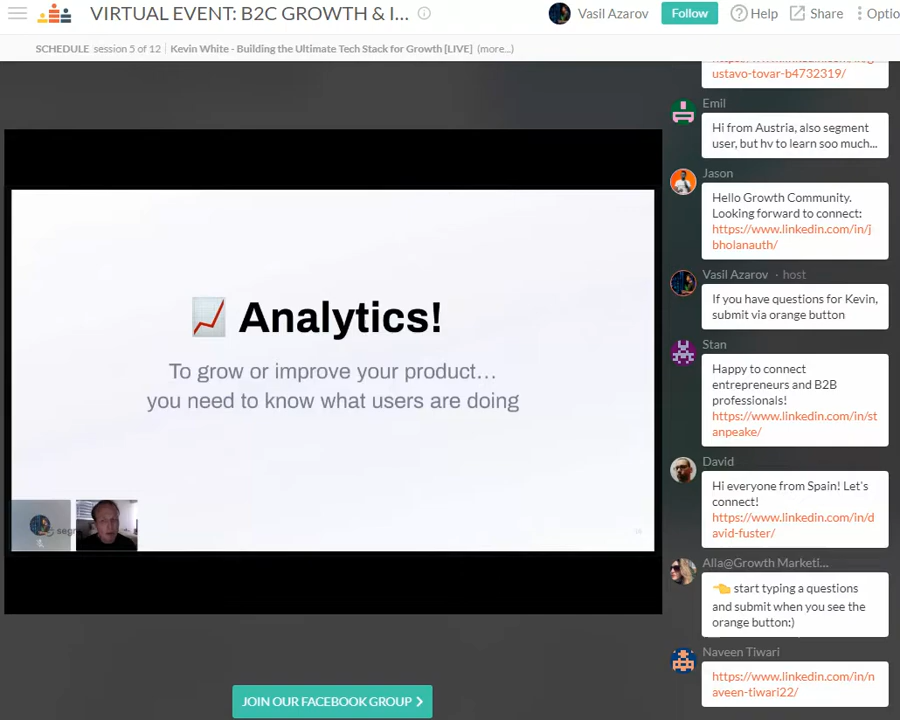 VIRTUAL EVENT: B2C GROWTH & I...
Vasil Azarov
Follow
Help
Share
Optio
SCHEDULE session 5 of 12 | Kevin White - Building the Ultimate Tech Stack for Growth [LIVE] (more...)
📈 Analytics!
To grow or improve your product...
you need to know what users are doing
JOIN OUR FACEBOOK GROUP
ustavo-tovar-b4732319/
Emil
Hi from Austria, also segment
user, but hv to learn soo much...
Jason
Hello Growth Community.
Looking forward to connect:
https://www.linkedin.com/in/j
bholanauth/
Vasil Azarov · host
If you have questions for Kevin,
submit via orange button
Stan
Happy to connect
entrepreneurs and B2B
professionals!
https://www.linkedin.com/in/st
anpeake/
David
Hi everyone from Spain! Let's
connect!
https://www.linkedin.com/in/d
avid-fuster/
Alia@Growth Marketi...
👈 start typing a questions
and submit when you see the
orange button:)
Naveen Tiwari
https://www.linkedin.com/in/n
aveen-tiwari22/